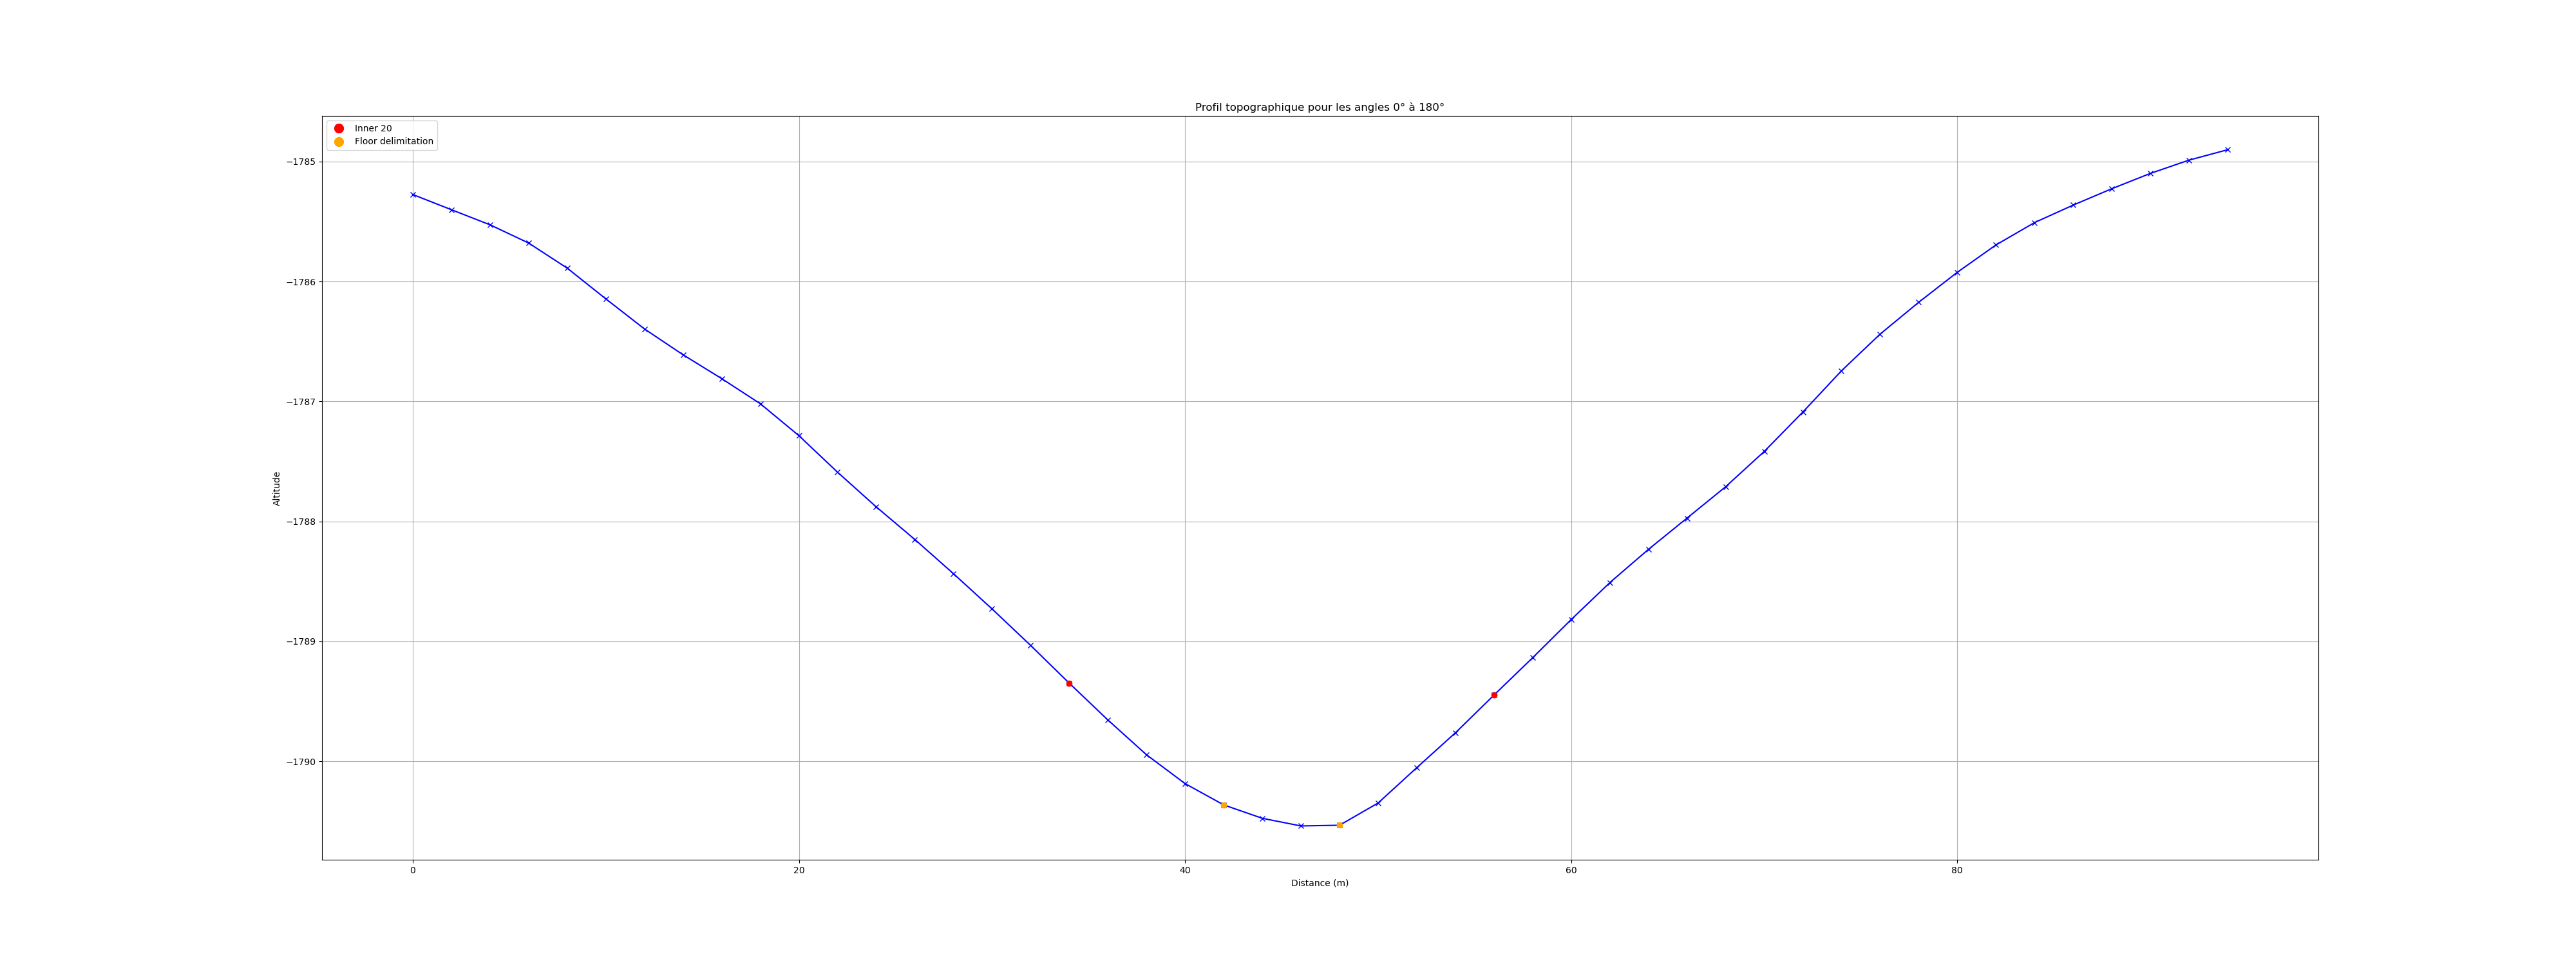 Profil topographique pour les angles 0° à 180°
Inner 20
Floor delimitation
−1785
−1786
−1787
−1788
−1789
−1790
Altitude
0 20 40 60 80
Distance (m)